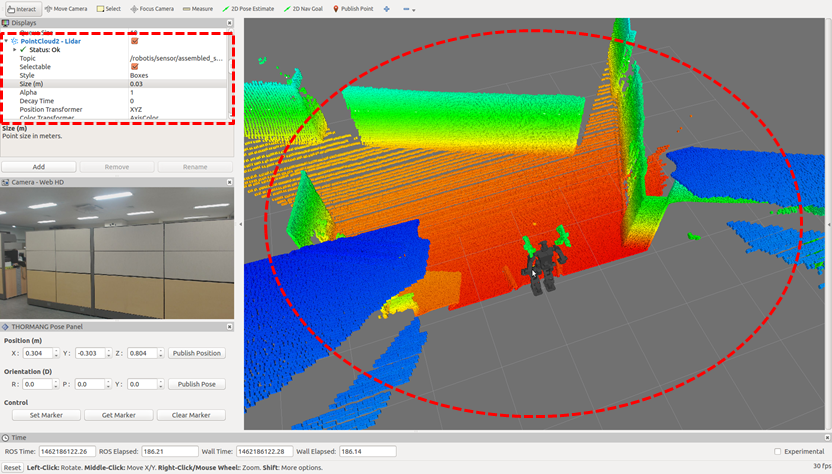 Interact Move Camera Select Focus Camera Measure 2D Pose Estimate 2D Nav Goal Publish Point
Displays
PointCloud2 - Lidar
Status: Ok
Topic /robotis/sensor/assembled_s...
Selectable
Style Boxes
Size (m) 0.03
Alpha 1
Decay Time 0
Position Transformer XYZ
Color Transformer AxisColor
Size (m)
Point size in meters.
Add Remove Rename
Camera - Web HD
THORMANG Pose Panel
Position (m)
X : 0.304 Y : -0.303 Z : 0.804 Publish Position
Orientation (D)
R : 0.0 P : 0.0 Y : 0.0 Publish Pose
Control
Set Marker Get Marker Clear Marker
Time
ROS Time: 1462186122.26 ROS Elapsed: 186.21 Wall Time: 1462186122.28 Wall Elapsed: 186.14 Experimental
Reset Left-Click: Rotate. Middle-Click: Move X/Y. Right-Click/Mouse Wheel: Zoom. Shift: More options. 30 fps